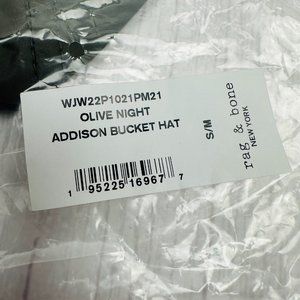 WJW22P1021PM21
OLIVE NIGHT
ADDISON BUCKET HAT
S/M
rag & bone
NEW YORK
1 95225 16967 7